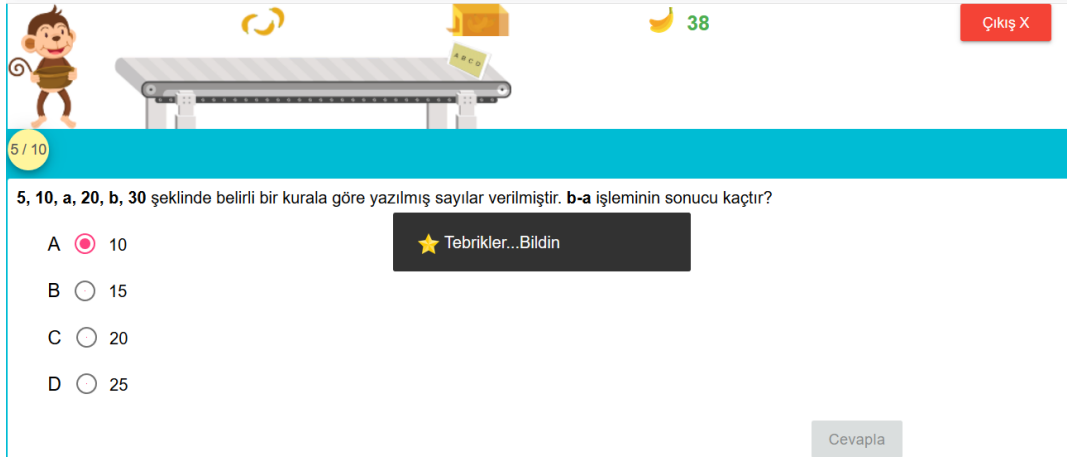 38
Çıkış X
A B C D
5 / 10
5, 10, a, 20, b, 30 şeklinde belirli bir kurala göre yazılmış sayılar verilmiştir. b-a işleminin sonucu kaçtır?
Tebrikler...Bildin
A 10
B 15
C 20
D 25
Cevapla